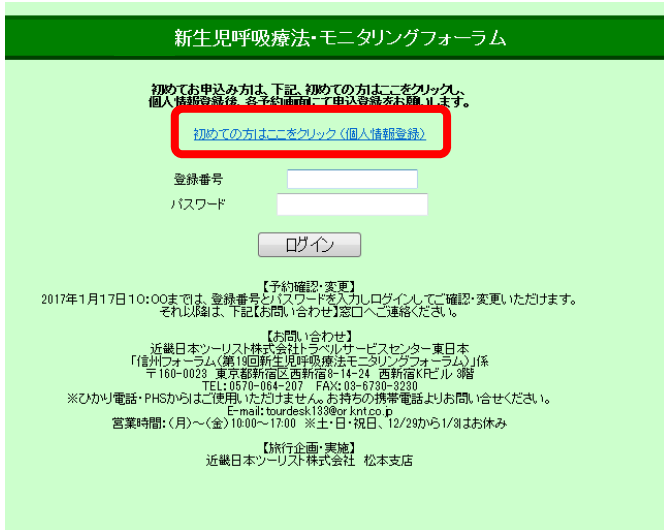 新生児呼吸療法・モニタリングフォーラム
初めてお申込み方は、下記、初めての方はここをクリックし、
個人情報登録後、各予約画面にて申込登録をお願いします。
初めての方はここをクリック（個人情報登録）
登録番号
パスワード
ログイン
【予約確認・変更】
2017年1月17日10:00までは、登録番号とパスワードを入力しログインしてご確認・変更いただけます。
それ以降は、下記【お問い合わせ】窓口へご連絡ください。
【お問い合わせ】
近畿日本ツーリスト株式会社トラベルサービスセンター東日本
「信州フォーラム（第19回新生児呼吸療法モニタリングフォーラム）」係
〒160-0023 東京都新宿区西新宿8-14-24 西新宿KFビル 3階
TEL：0570-064-207 FAX：03-6730-3230
※ひかり電話・PHSからはご使用いただけません。お持ちの携帯電話よりお問い合せください。
E-mail：tourdesk133@or.knt.co.jp
営業時間：（月）～（金）10:00～17:00 ※土・日・祝日、12/29から1/3はお休み
【旅行企画・実施】
近畿日本ツーリスト株式会社 松本支店